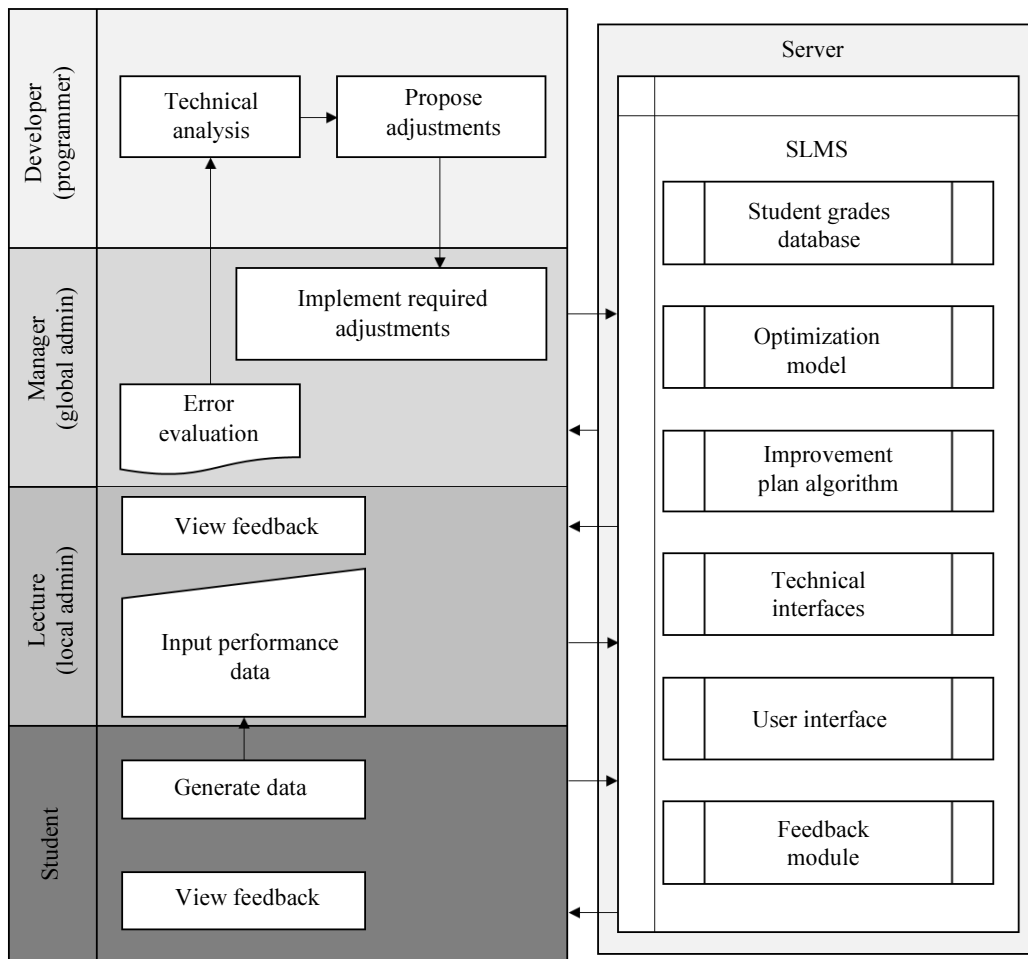 Developer
(programmer)
Technical
analysis
Propose
adjustments
Manager
(global admin)
Implement required
adjustments
Error
evaluation
Lecture
(local admin)
View feedback
Input performance
data
Student
Generate data
View feedback
Server
SLMS
Student grades
database
Optimization
model
Improvement
plan algorithm
Technical
interfaces
User interface
Feedback
module